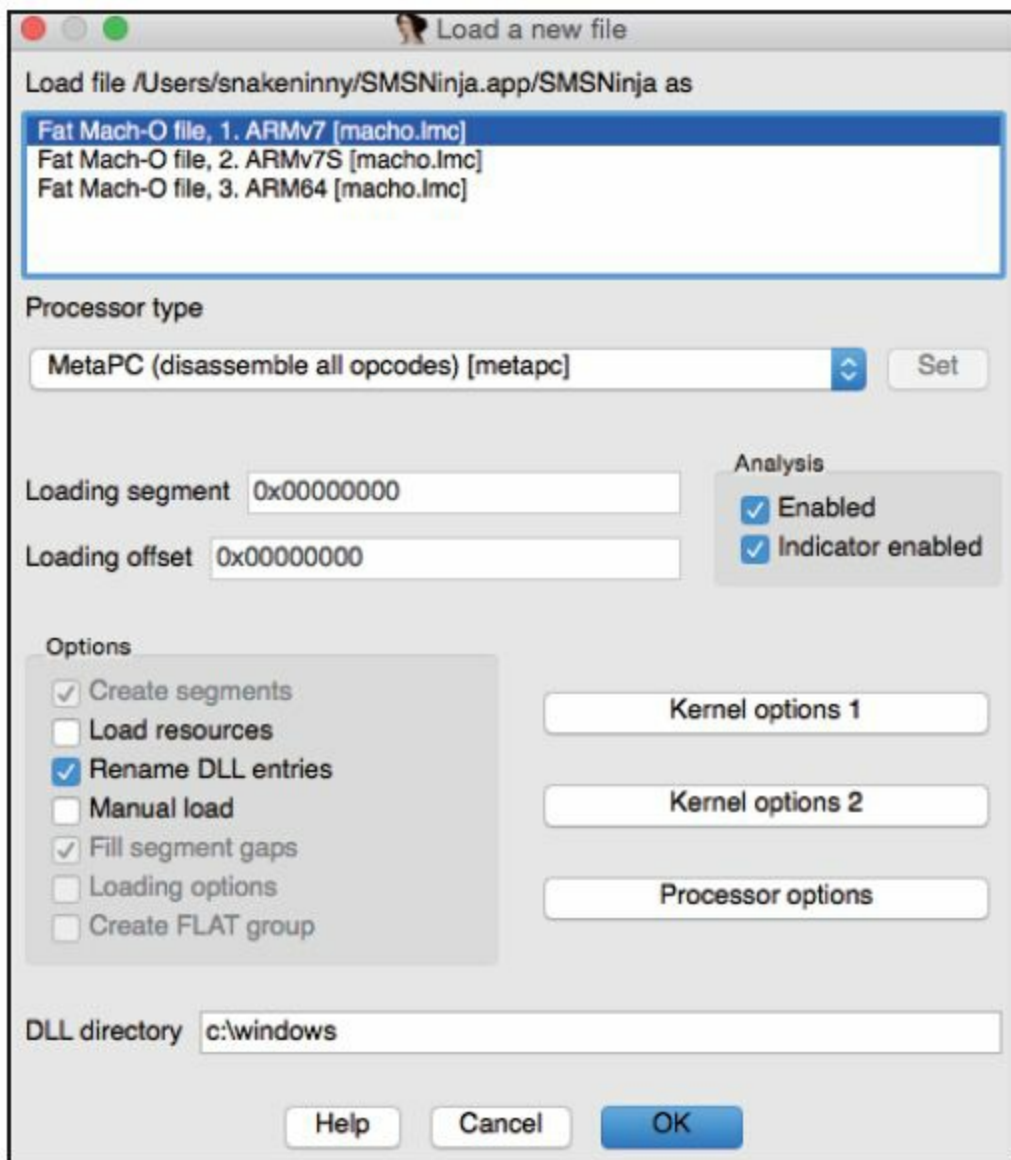 Load a new file
Load file /Users/snakeninny/SMSNinja.app/SMSNinja as
Fat Mach-O file, 1. ARMv7 [macho.lmc]
Fat Mach-O file, 2. ARMv7S [macho.lmc]
Fat Mach-O file, 3. ARM64 [macho.lmc]
Processor type
MetaPC (disassemble all opcodes) [metapc]
Set
Loading segment 0x00000000
Loading offset 0x00000000
Analysis
Enabled
Indicator enabled
Options
Create segments
Load resources
Rename DLL entries
Manual load
Fill segment gaps
Loading options
Create FLAT group
Kernel options 1
Kernel options 2
Processor options
DLL directory c:\windows
Help Cancel OK